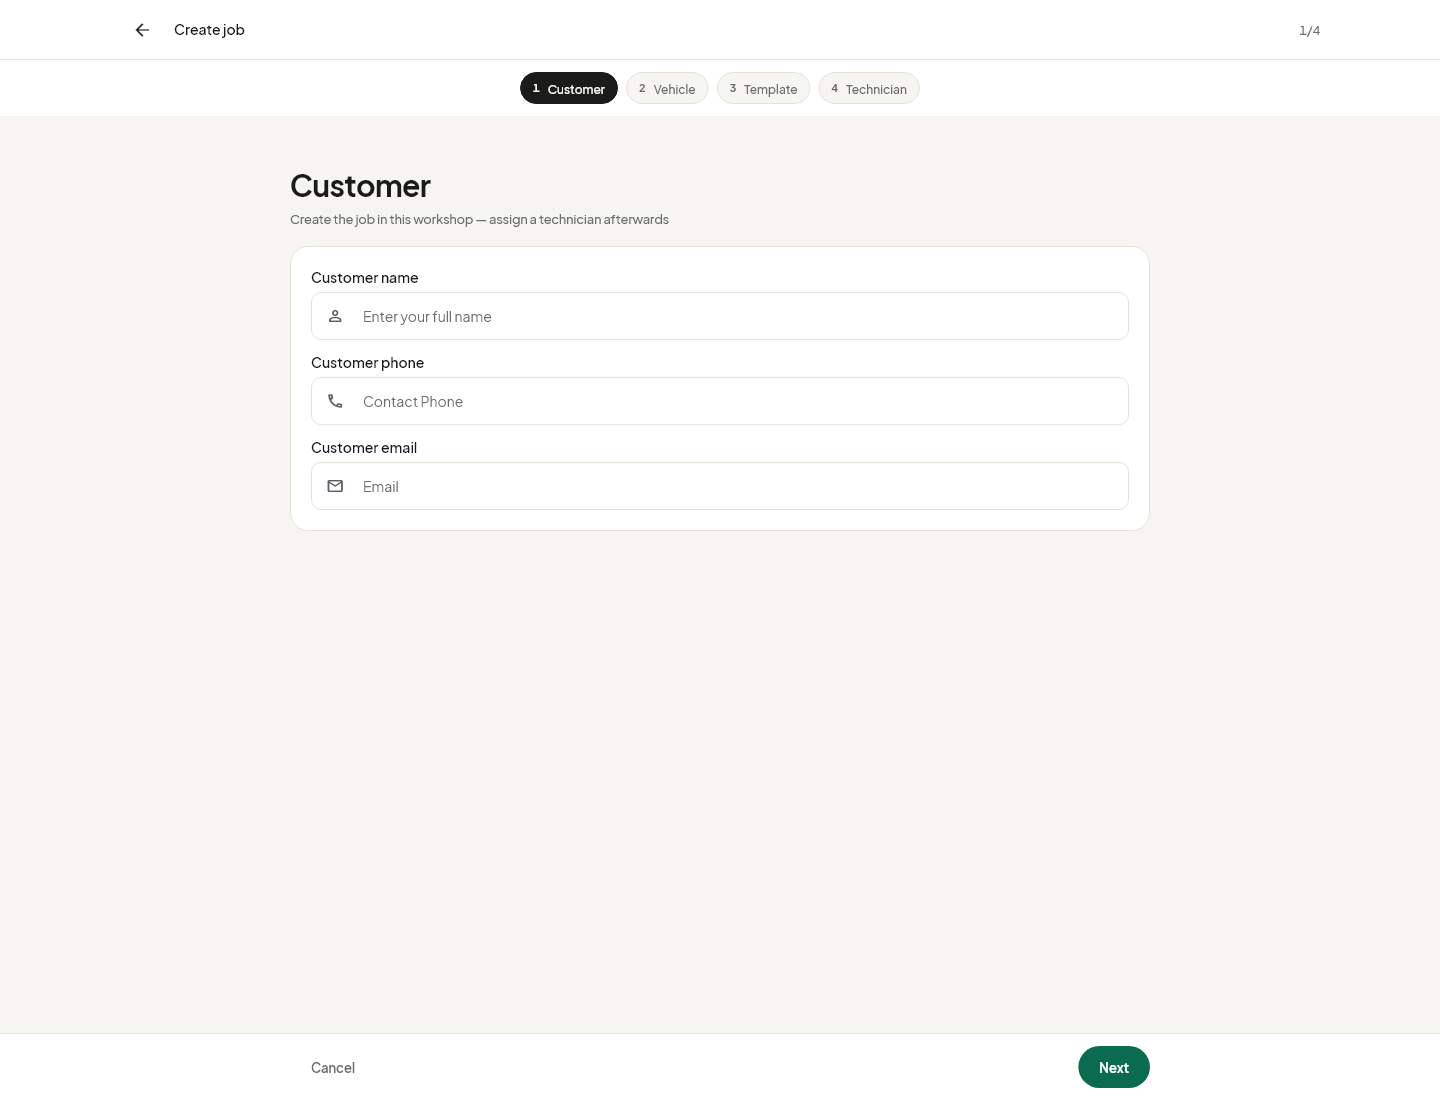 Create job
1/4
1 Customer
2 Vehicle
3 Template
4 Technician
Customer
Create the job in this workshop — assign a technician afterwards
Customer name
Enter your full name
Customer phone
Contact Phone
Customer email
Email
Cancel
Next